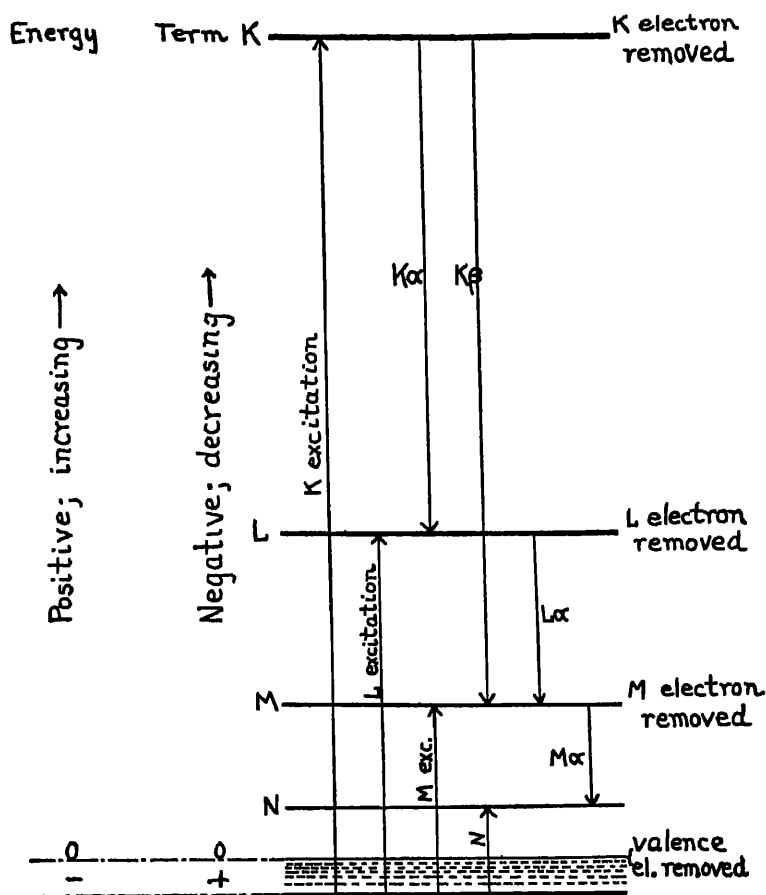 Energy Term K
K electron
removed
Kα Kβ
Positive; increasing →
Negative; decreasing →
K excitation
L
L electron
removed
L excitation
Lα
M
M electron
removed
M exc.
Mα
N
N
valence
el. removed
0 0
- +